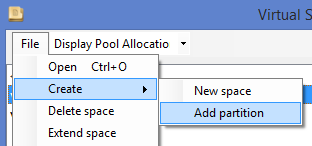 Virtual S
File Display Pool Allocatio
Open Ctrl+O
Create
New space
Add partition
Delete space
Extend space